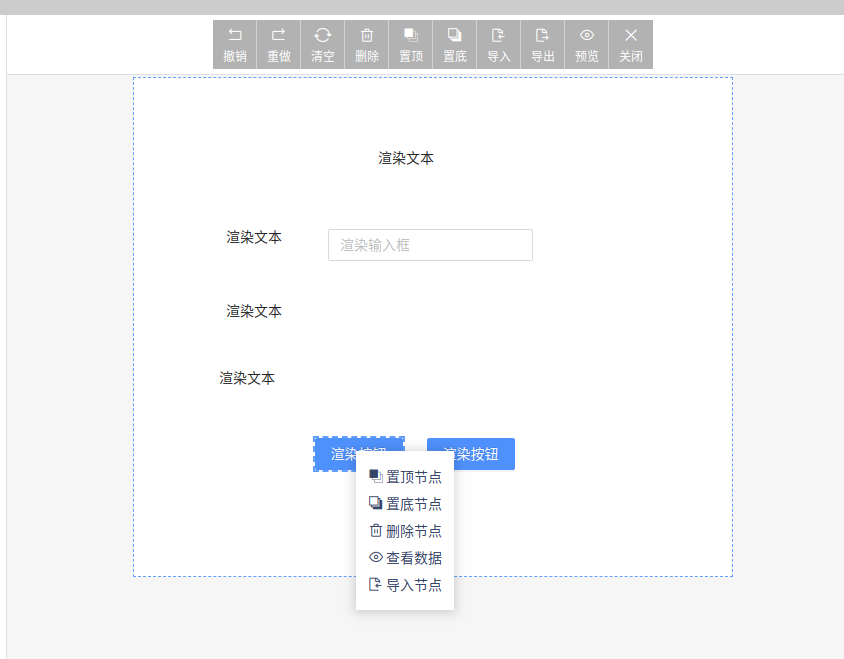 撤销 重做 清空 删除 置顶 置底 导入 导出 预览 关闭
渲染文本
渲染文本 渲染输入框
渲染文本
渲染文本
渲染按钮 渲染按钮
置顶节点
置底节点
删除节点
查看数据
导入节点